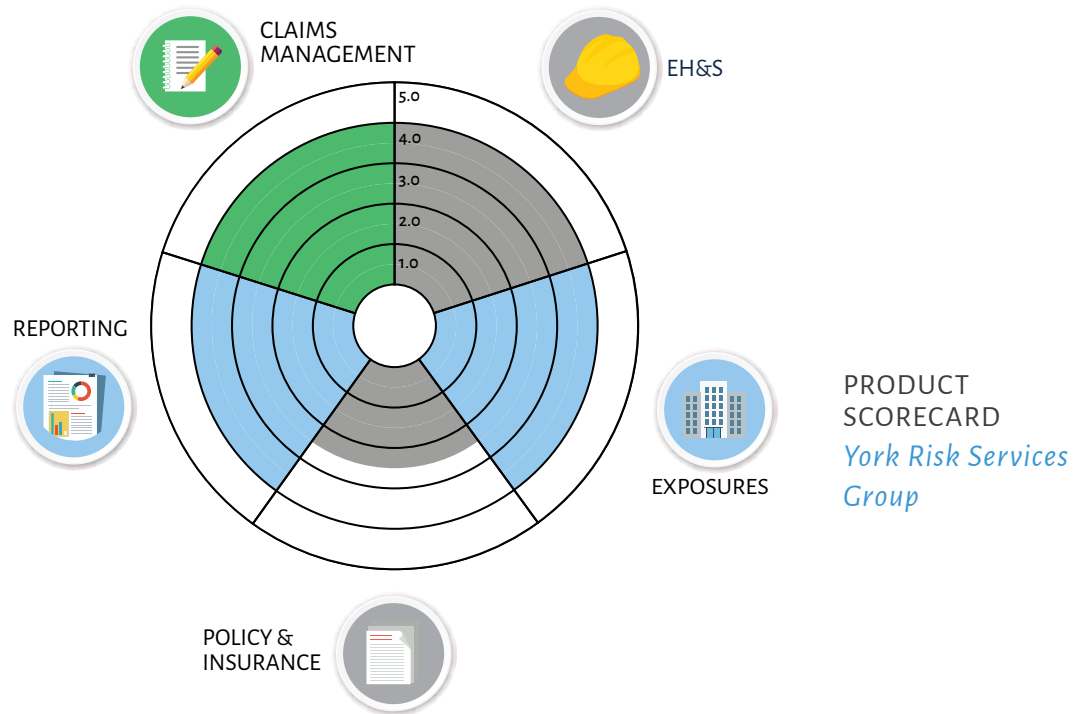 CLAIMS
MANAGEMENT
EH&S
5.0
4.0
3.0
2.0
1.0
REPORTING
EXPOSURES
POLICY &
INSURANCE
PRODUCT
SCORECARD
York Risk Services
Group